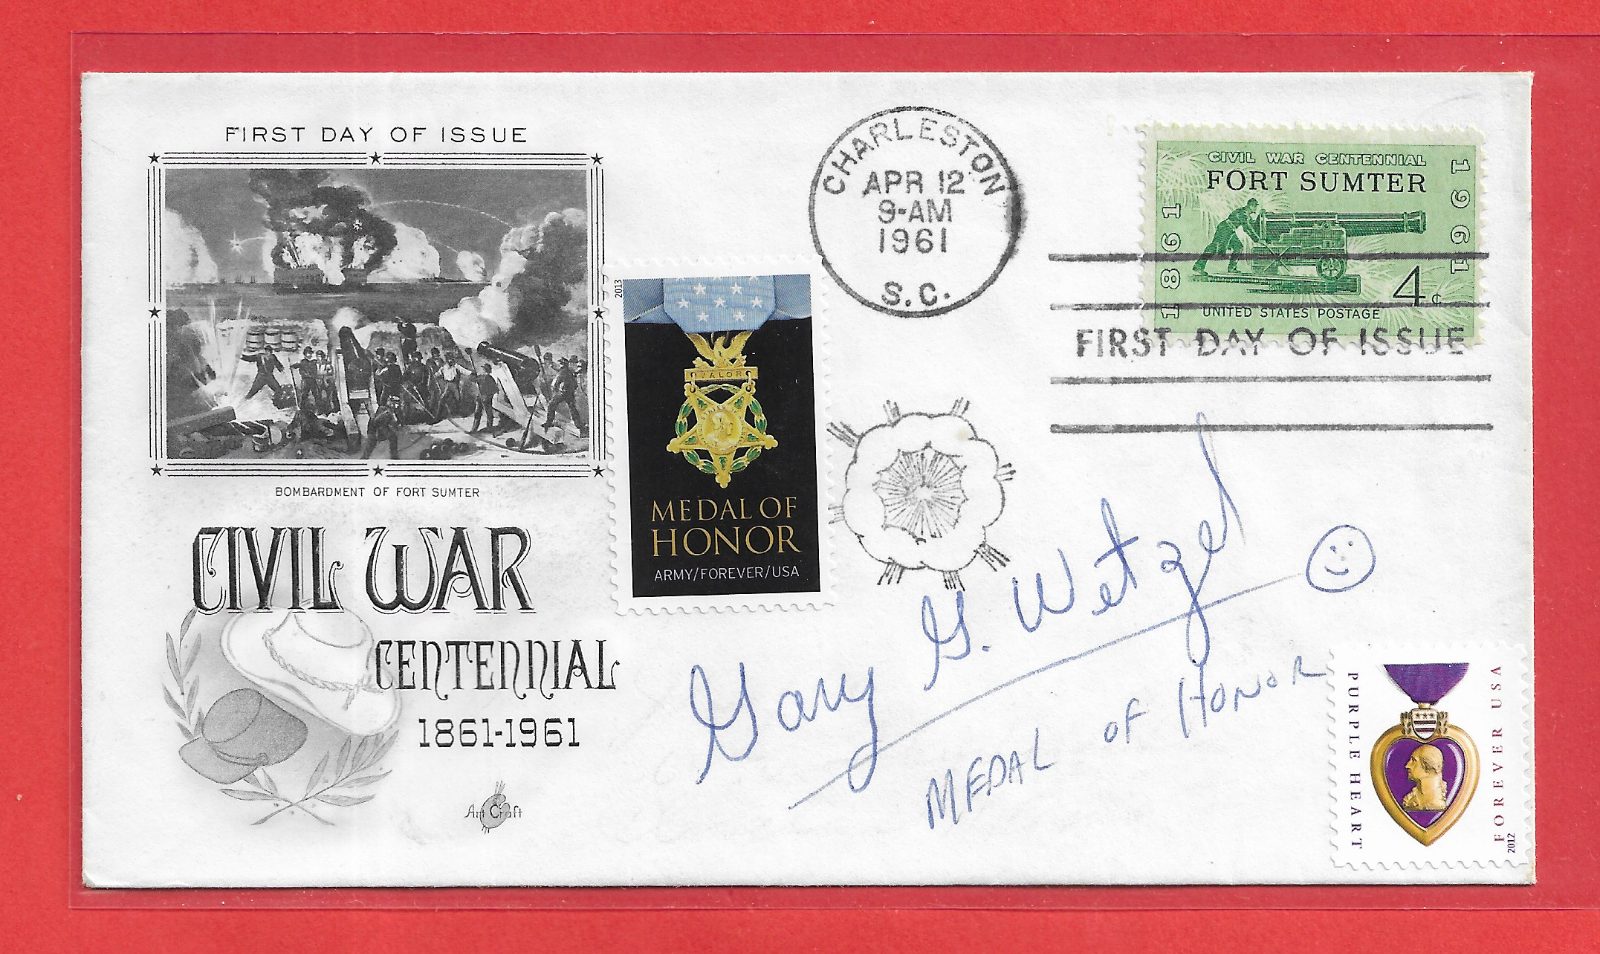 FIRST DAY OF ISSUE
BOMBARDMENT OF FORT SUMTER
CIVIL WAR
CENTENNIAL
1861-1961
Art Craft
2013
VALOR
MEDAL OF
HONOR
ARMY/FOREVER/USA
CHARLESTON
APR 12
9-AM
1961
S.C.
CIVIL WAR CENTENNIAL
FORT SUMTER
1861
1961
4¢
UNITED STATES POSTAGE
FIRST DAY OF ISSUE
Gary G. Wetzel
MEDAL OF HONOR
PURPLE HEART
FOREVER USA
2012